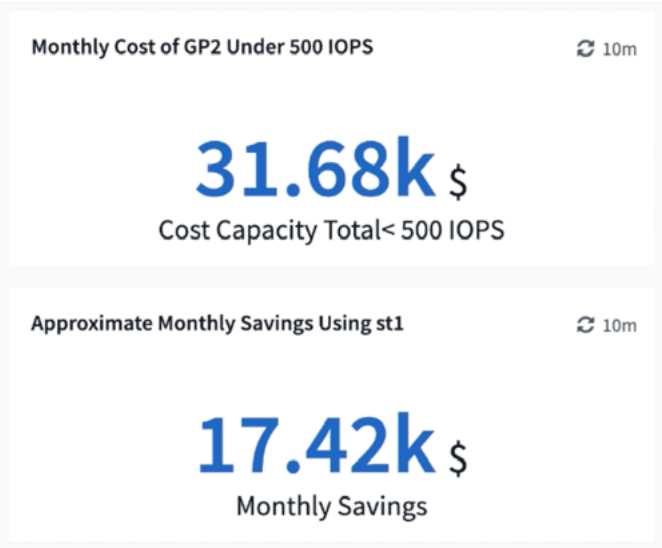 Monthly Cost of GP2 Under 500 IOPS
10m
31.68k $
Cost Capacity Total< 500 IOPS
Approximate Monthly Savings Using st1
10m
17.42k $
Monthly Savings